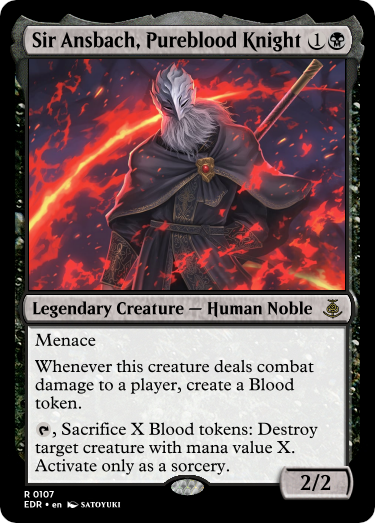 Sir Ansbach, Pureblood Knight 1
Legendary Creature — Human Noble
Menace
Whenever this creature deals combat
damage to a player, create a Blood
token.
, Sacrifice X Blood tokens: Destroy
target creature with mana value X.
Activate only as a sorcery.
2/2
R 0107
EDR • en SATOYUKI